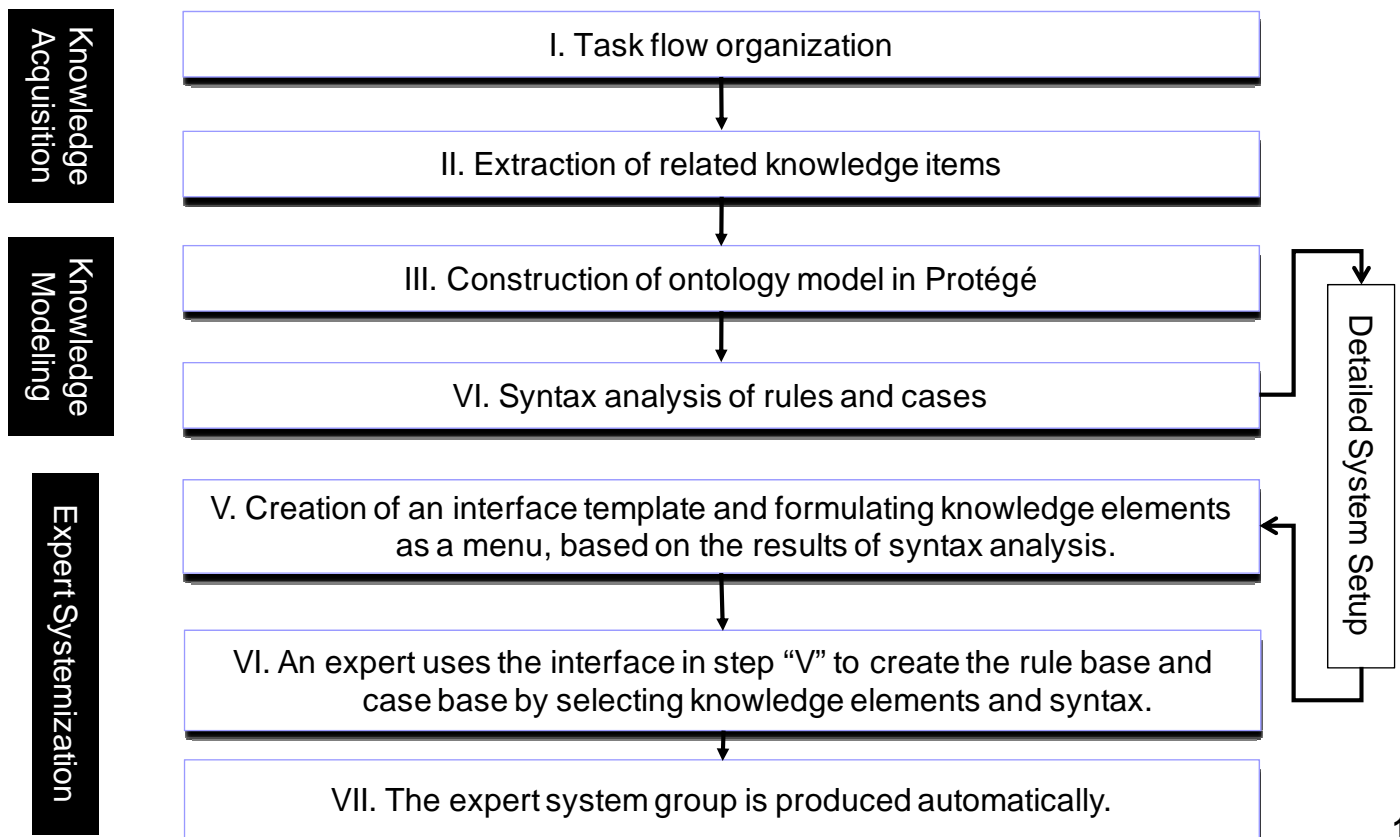 Knowledge
Acquisition
I. Task flow organization
II. Extraction of related knowledge items
Knowledge
Modeling
III. Construction of ontology model in Protégé
VI. Syntax analysis of rules and cases
Detailed System Setup
Expert Systemization
V. Creation of an interface template and formulating knowledge elements
as a menu, based on the results of syntax analysis.
VI. An expert uses the interface in step “V” to create the rule base and
case base by selecting knowledge elements and syntax.
VII. The expert system group is produced automatically.